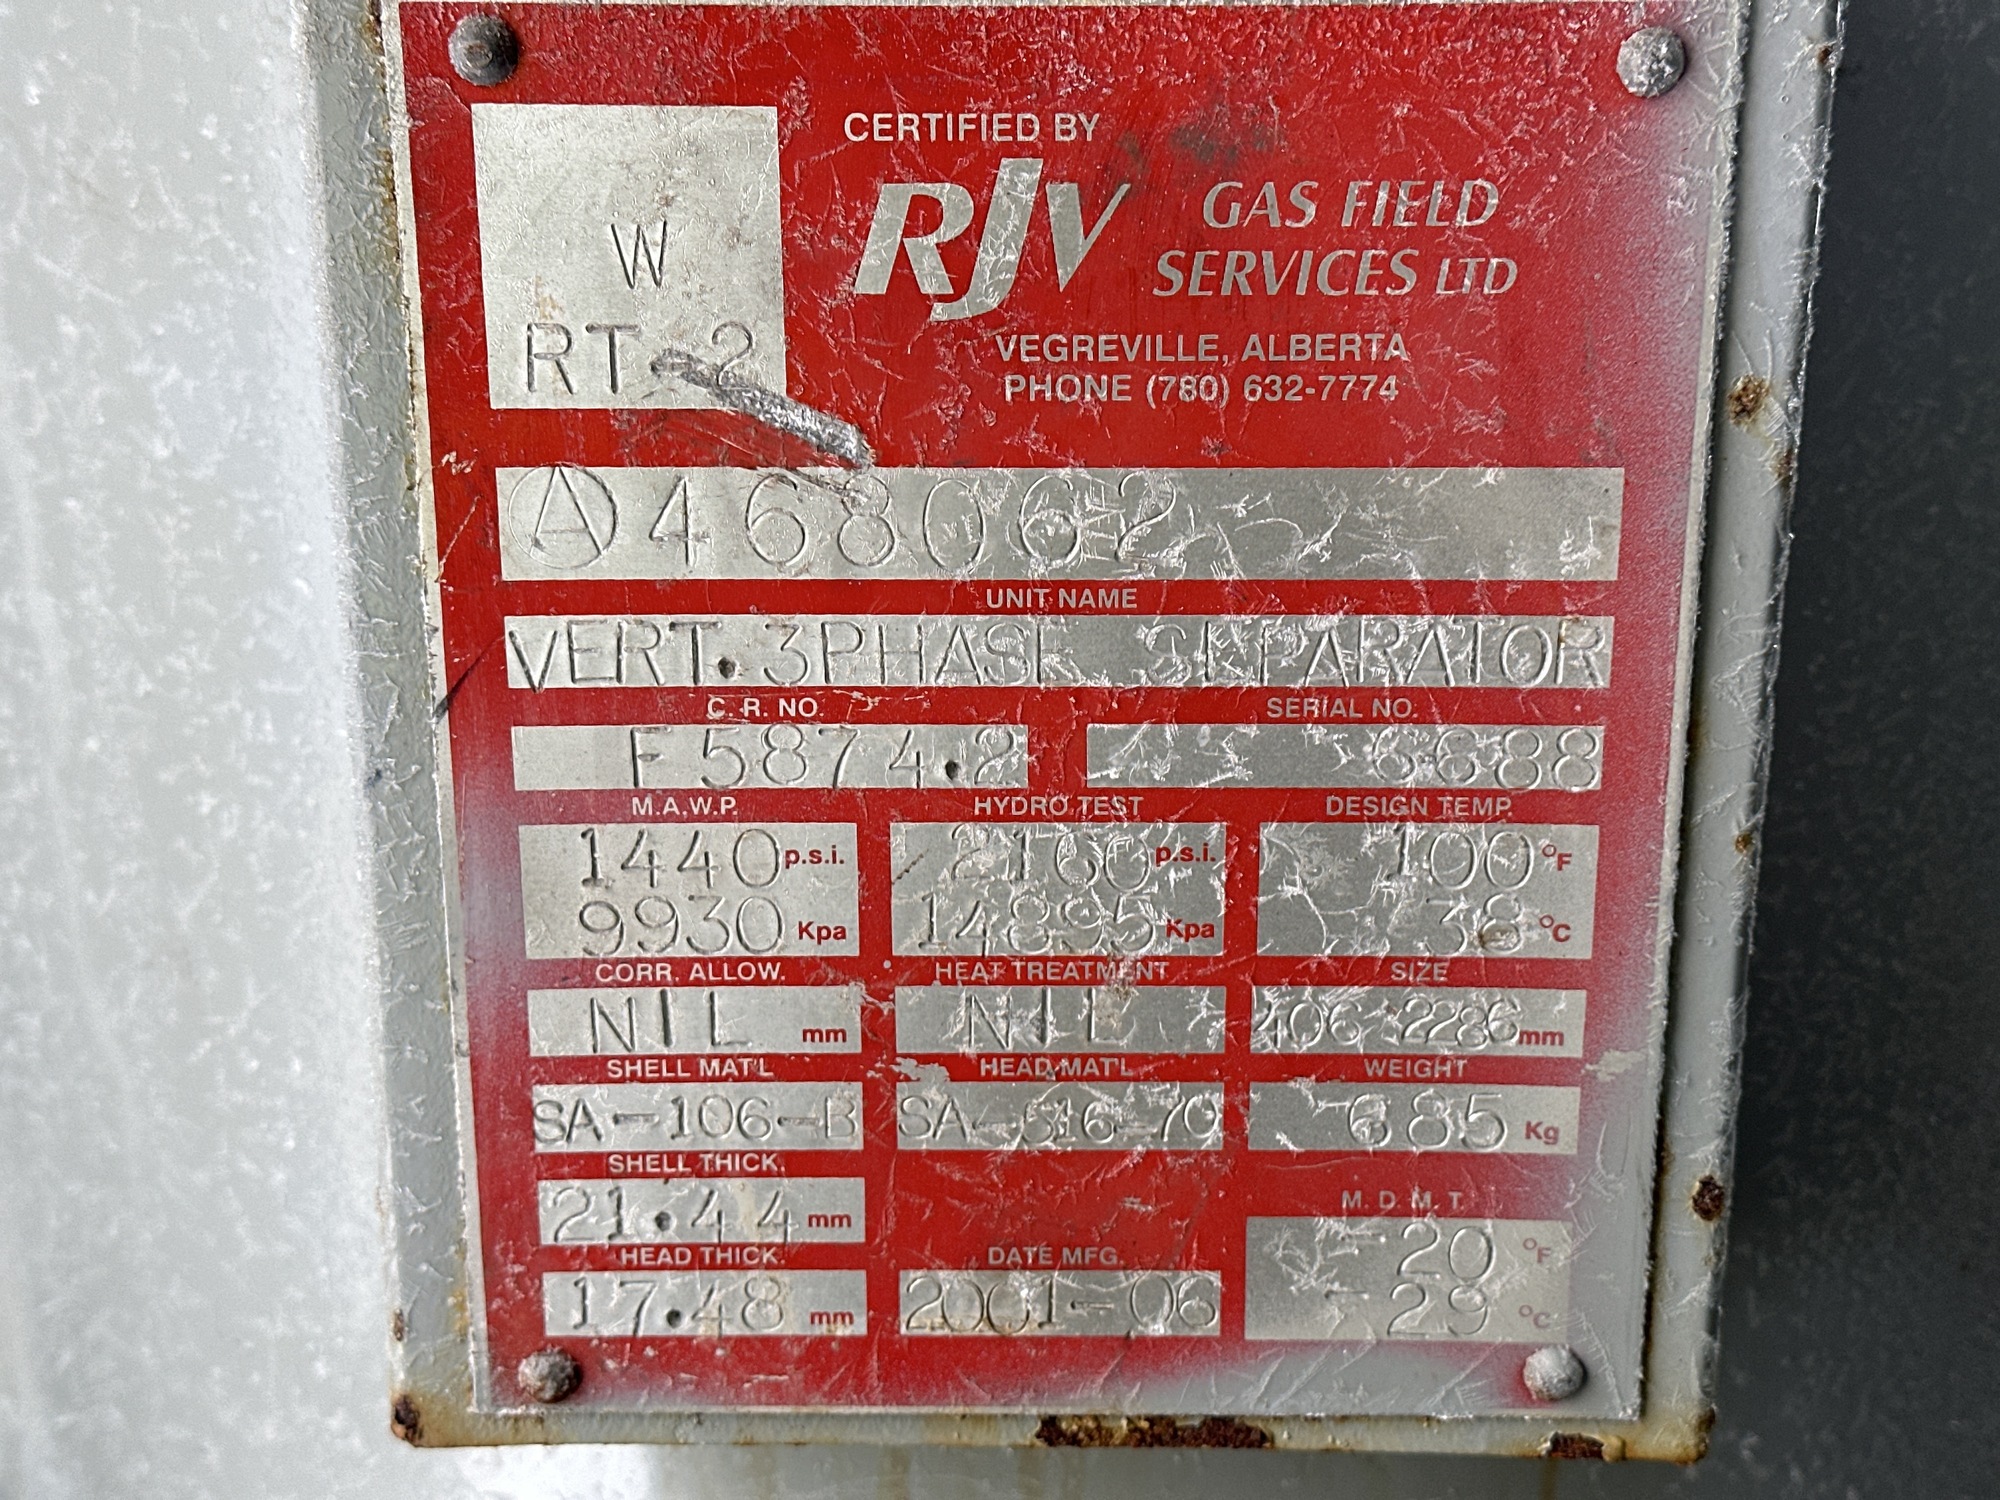 W
RT-2
CERTIFIED BY
RJV GAS FIELD
SERVICES LTD
VEGREVILLE, ALBERTA
PHONE (780) 632-7774
Ⓐ468062
UNIT NAME
VERT. 3PHASE SEPARATOR
C. R. NO. SERIAL NO.
F5874.2 6688
M.A.W.P. HYDRO. TEST DESIGN TEMP.
1440 p.s.i. 2160 p.s.i. 100 °F
9930 Kpa 14895 Kpa 38 °C
CORR. ALLOW. HEAT TREATMENT SIZE
NIL mm NIL 406 2286 mm
SHELL MAT'L HEAD MAT'L WEIGHT
SA-106-B SA-516-70 685 Kg
SHELL THICK. M. D. M. T.
21.44 mm -20 °F
HEAD THICK. DATE MFG.
17.48 mm 2001-06 -29 °C